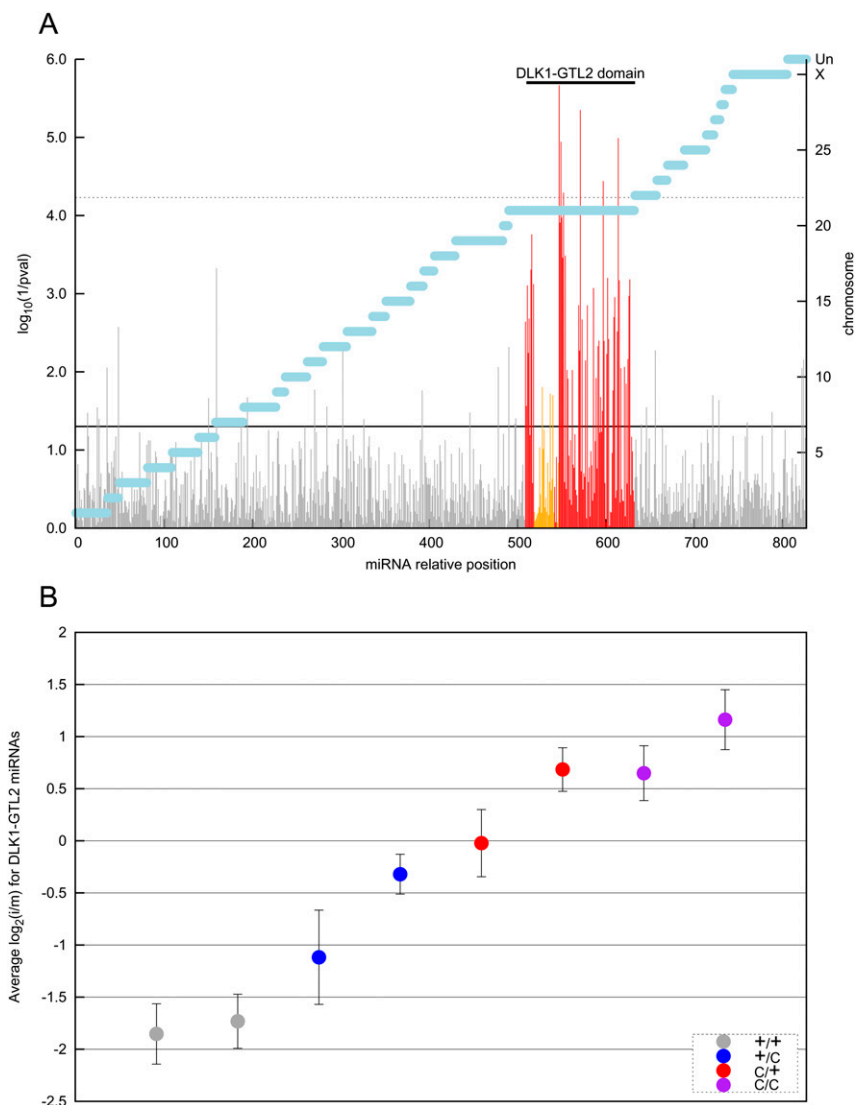 A
DLK1-GTL2 domain
6.0
5.0
4.0
3.0
2.0
1.0
0.0
log10(1/pval)
Un
X
25
20
15
10
5
chromosome
0 100 200 300 400 500 600 700 800
miRNA relative position
B
2
1.5
1
0.5
0
-0.5
-1
-1.5
-2
-2.5
Average log2(i/m) for DLK1-GTL2 miRNAs
+/+
+/C
C/+
C/C